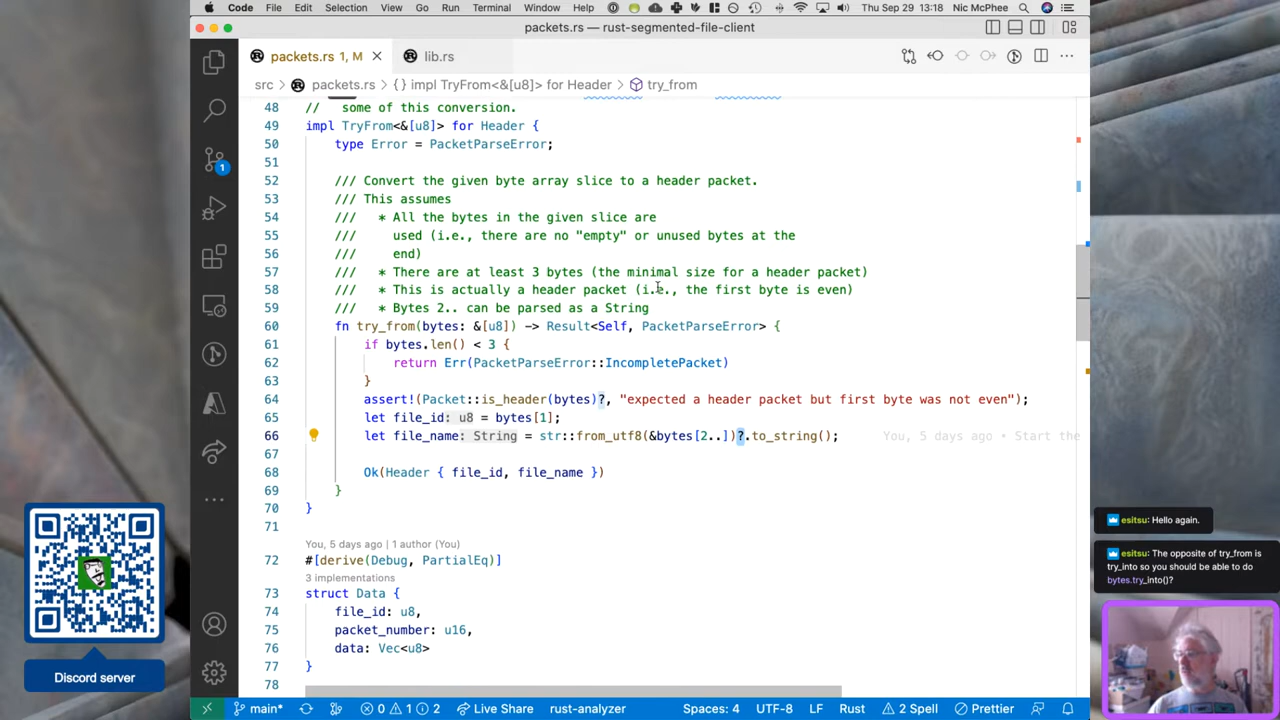 Code File Edit Selection View Go Run Terminal Window Help Thu Sep 29 13:18 Nic McPhee
packets.rs — rust-segmented-file-client
packets.rs 1, M
lib.rs
src › packets.rs › { } impl TryFrom<&[u8]> for Header › try_from
48 // some of this conversion.
49 impl TryFrom<&[u8]> for Header {
50 type Error = PacketParseError;
51
52 /// Convert the given byte array slice to a header packet.
53 /// This assumes
54 /// * All the bytes in the given slice are
55 /// used (i.e., there are no "empty" or unused bytes at the
56 /// end)
57 /// * There are at least 3 bytes (the minimal size for a header packet)
58 /// * This is actually a header packet (i.e., the first byte is even)
59 /// * Bytes 2.. can be parsed as a String
60 fn try_from(bytes: &[u8]) -> Result<Self, PacketParseError> {
61 if bytes.len() < 3 {
62 return Err(PacketParseError::IncompletePacket)
63 }
64 assert!(Packet::is_header(bytes)?, "expected a header packet but first byte was not even");
65 let file_id: u8 = bytes[1];
66 let file_name: String = str::from_utf8(&bytes[2..])?.to_string(); You, 5 days ago • Start the
67
68 Ok(Header { file_id, file_name })
69 }
70 }
71
You, 5 days ago | 1 author (You)
72 #[derive(Debug, PartialEq)]
3 implementations
73 struct Data {
74 file_id: u8,
75 packet_number: u16,
76 data: Vec<u8>
77 }
78
1
main* 0 1 2 Live Share rust-analyzer Spaces: 4 UTF-8 LF Rust 2 Spell Prettier
Discord server
esitsu: Hello again.
esitsu: The opposite of try_from is
try_into so you should be able to do
bytes.try_into()?